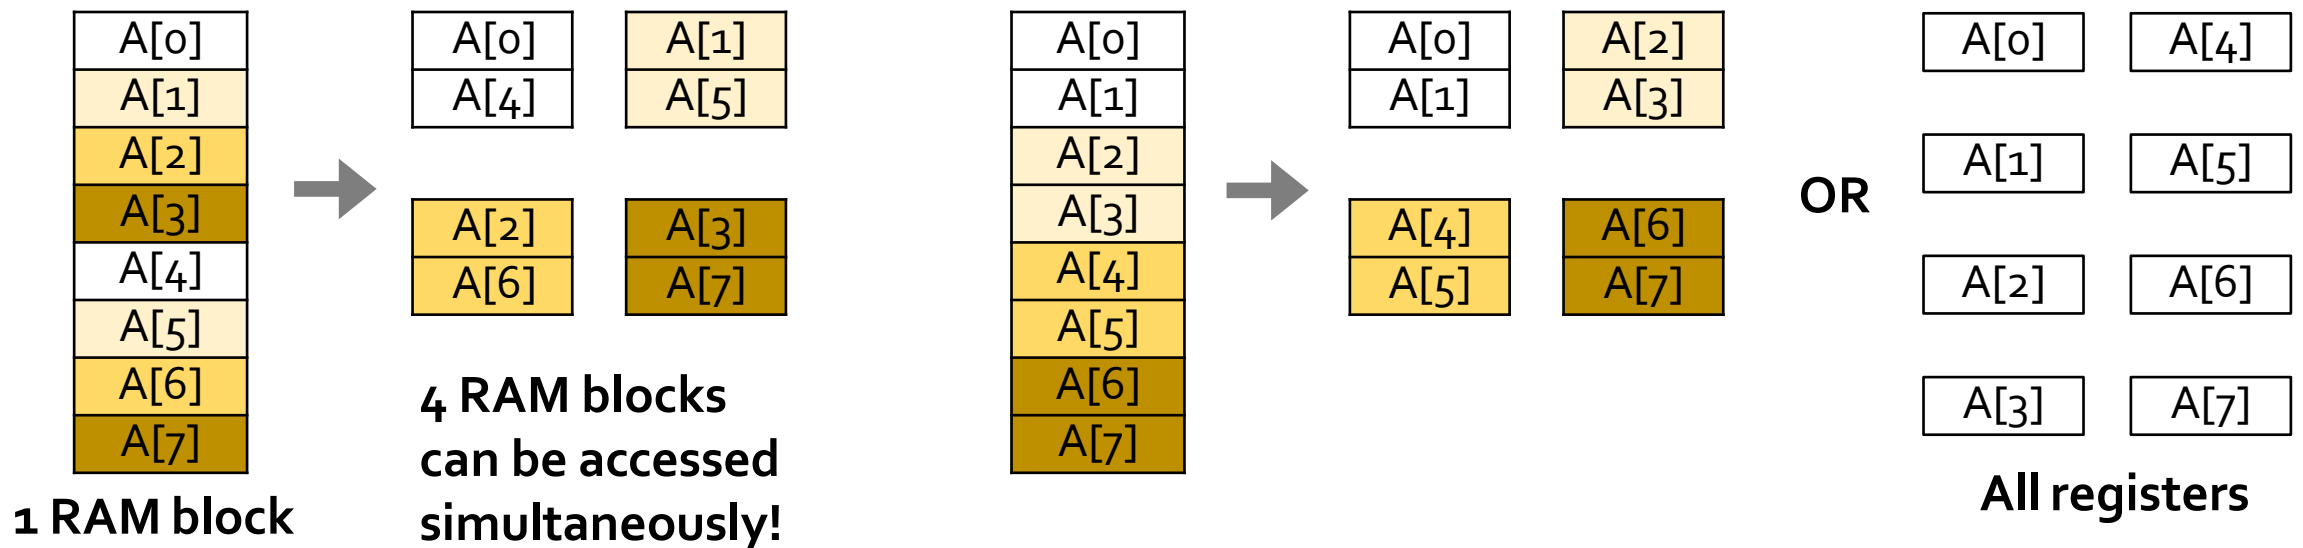 A[0]
A[1]
A[2]
A[3]
A[4]
A[5]
A[6]
A[7]
1 RAM block
A[0]
A[4]
A[1]
A[5]
A[2]
A[6]
A[3]
A[7]
4 RAM blocks
can be accessed
simultaneously!
A[0]
A[1]
A[2]
A[3]
A[4]
A[5]
A[6]
A[7]
A[0]
A[1]
A[2]
A[3]
A[4]
A[5]
A[6]
A[7]
OR
A[0]
A[4]
A[1]
A[5]
A[2]
A[6]
A[3]
A[7]
All registers